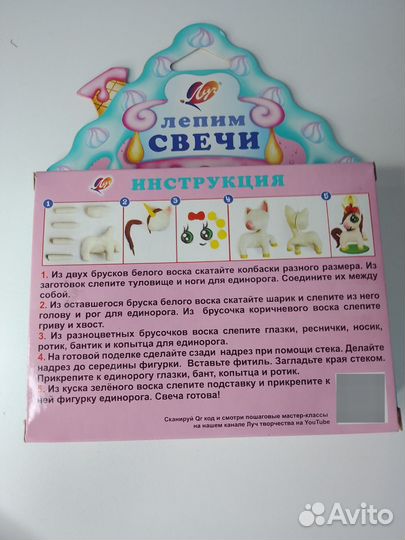 Луч
ЛЕПИМ
СВЕЧИ
Луч
ИНСТРУКЦИЯ
1 2 3 4 5
1. Из двух брусков белого воска скатайте колбаски разного размера. Из
заготовок слепите туловище и ноги для единорога. Соедините их между
собой.
2. Из оставшегося бруска белого воска скатайте шарик и слепите из него
голову и рог для единорога. Из брусочка коричневого воска слепите
гриву и хвост.
3. Из разноцветных брусочков воска слепите глазки, реснички, носик,
ротик, бантик и копытца для единорога.
4. На готовой поделке сделайте сзади надрез при помощи стека. Делайте
надрез до середины фигурки. Вставьте фитиль. Загладьте края стеком.
Прикрепите к единорогу глазки, бант, копытца и ротик.
5. Из куска зелёного воска слепите подставку и прикрепите к
ней фигурку единорога. Свеча готова!
Сканируй Qr код и смотри пошаговые мастер-классы
на нашем канале Луч творчества на YouTube
Avito